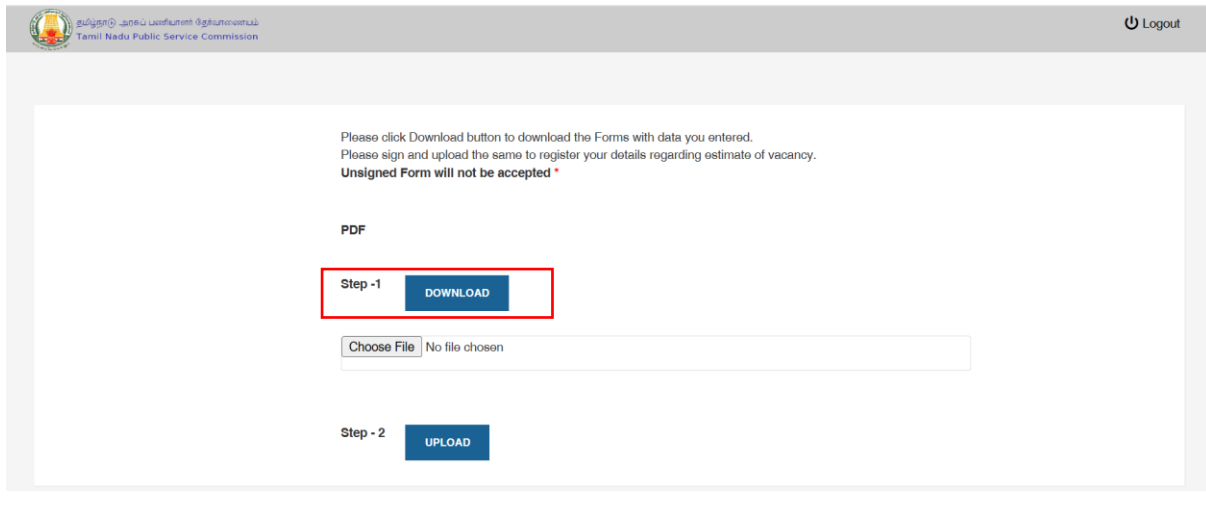 தமிழ்நாடு அரசுப் பணியாளர் தேர்வாணையம்
Tamil Nadu Public Service Commission
Logout
Please click Download button to download the Forms with data you entered.
Please sign and upload the same to register your details regarding estimate of vacancy.
Unsigned Form will not be accepted *
PDF
Step -1 DOWNLOAD
Choose File No file chosen
Step - 2 UPLOAD